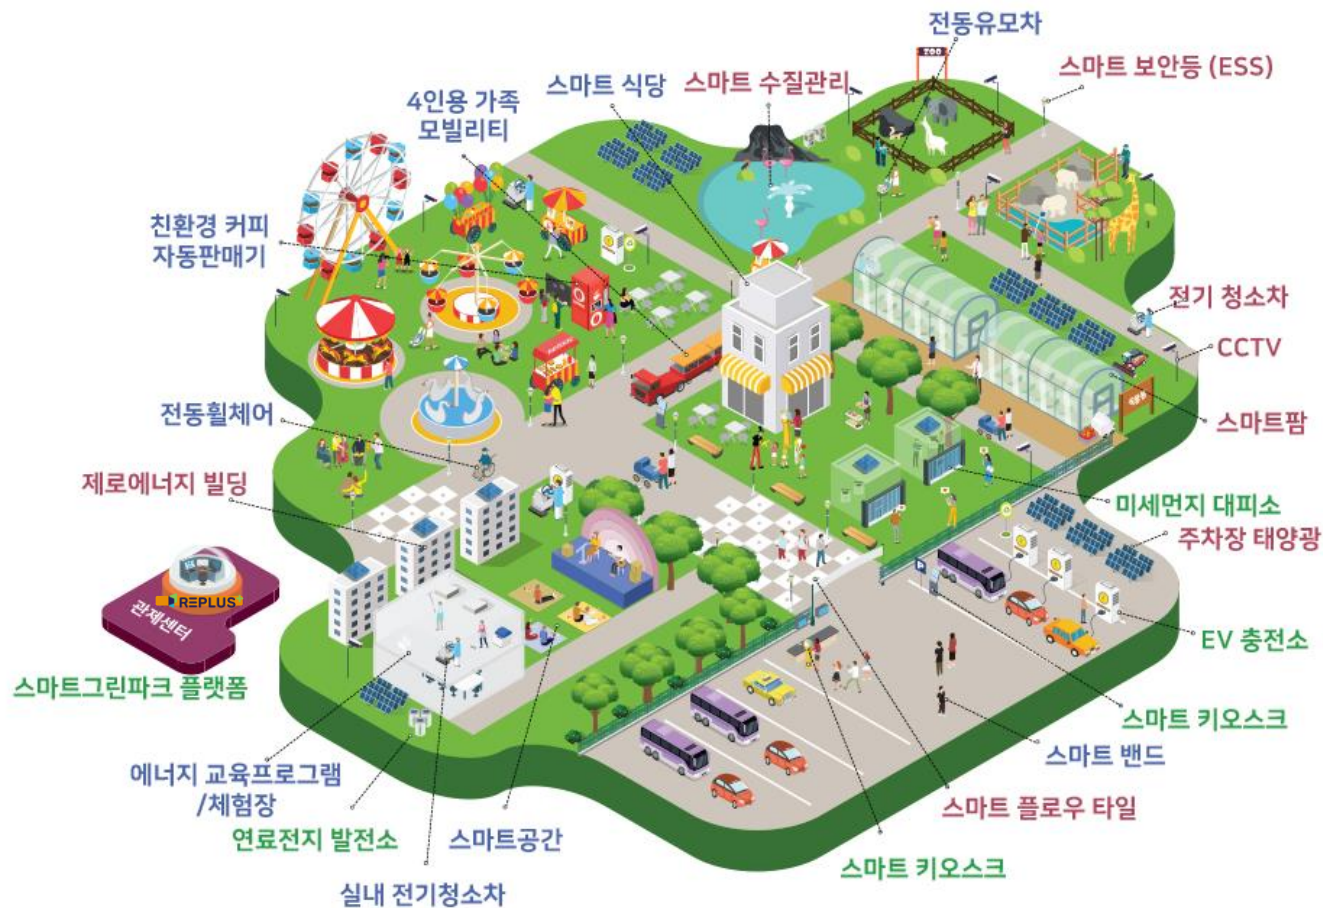 전동유모차
ZOO
스마트 보안등 (ESS)
스마트 식당
스마트 수질관리
4인용 가족
모빌리티
친환경 커피
자동판매기
전기 청소차
CCTV
전동휠체어
스마트팜
제로에너지 빌딩
미세먼지 대피소
주차장 태양광
REPLUS
관제센터
EV 충전소
스마트그린파크 플랫폼
스마트 키오스크
스마트 밴드
에너지 교육프로그램
/체험장
스마트 플로우 타일
연료전지 발전소
스마트공간
스마트 키오스크
실내 전기청소차